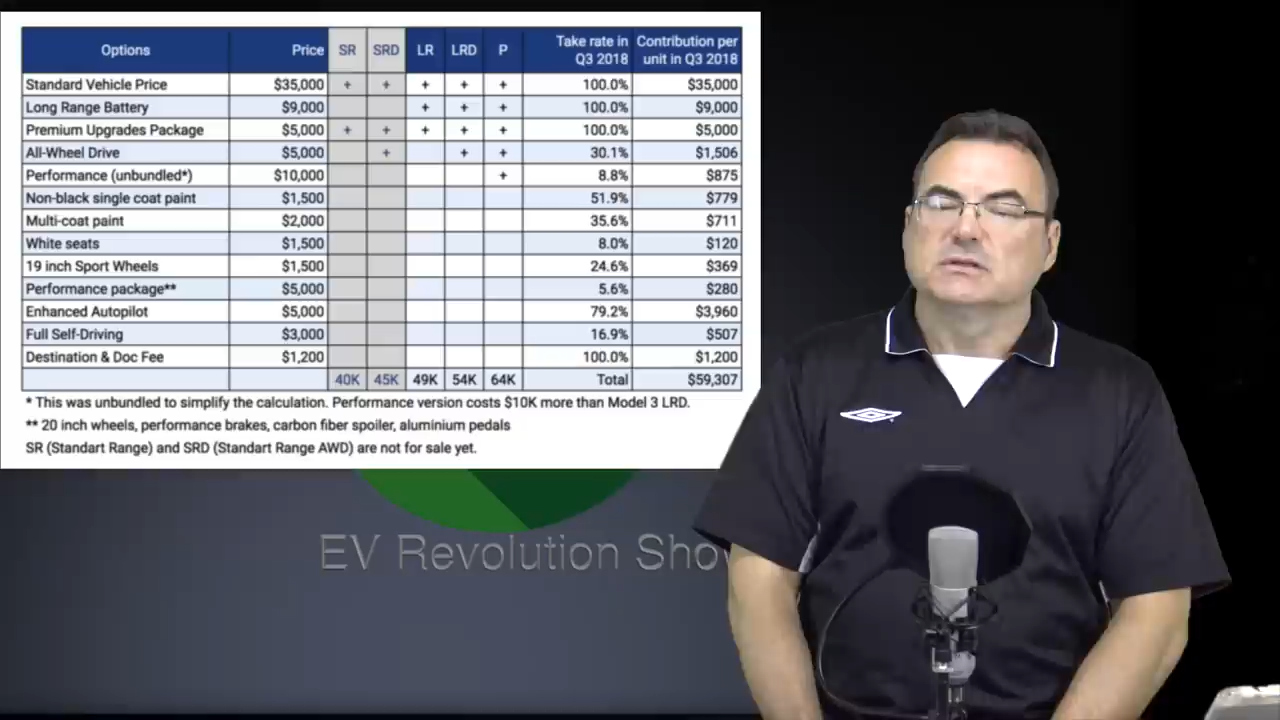 Options Price SR SRD LR LRD P Take rate in Q3 2018 Contribution per unit in Q3 2018
Standard Vehicle Price $35,000 + + + + + 100.0% $35,000
Long Range Battery $9,000 + + + 100.0% $9,000
Premium Upgrades Package $5,000 + + + + + 100.0% $5,000
All-Wheel Drive $5,000 + + + 30.1% $1,506
Performance (unbundled*) $10,000 + 8.8% $875
Non-black single coat paint $1,500 51.9% $779
Multi-coat paint $2,000 35.6% $711
White seats $1,500 8.0% $120
19 inch Sport Wheels $1,500 24.6% $369
Performance package** $5,000 5.6% $280
Enhanced Autopilot $5,000 79.2% $3,960
Full Self-Driving $3,000 16.9% $507
Destination & Doc Fee $1,200 100.0% $1,200
40K 45K 49K 54K 64K Total $59,307
* This was unbundled to simplify the calculation. Performance version costs $10K more than Model 3 LRD.
** 20 inch wheels, performance brakes, carbon fiber spoiler, aluminium pedals
SR (Standart Range) and SRD (Standart Range AWD) are not for sale yet.
EV Revolution Sho